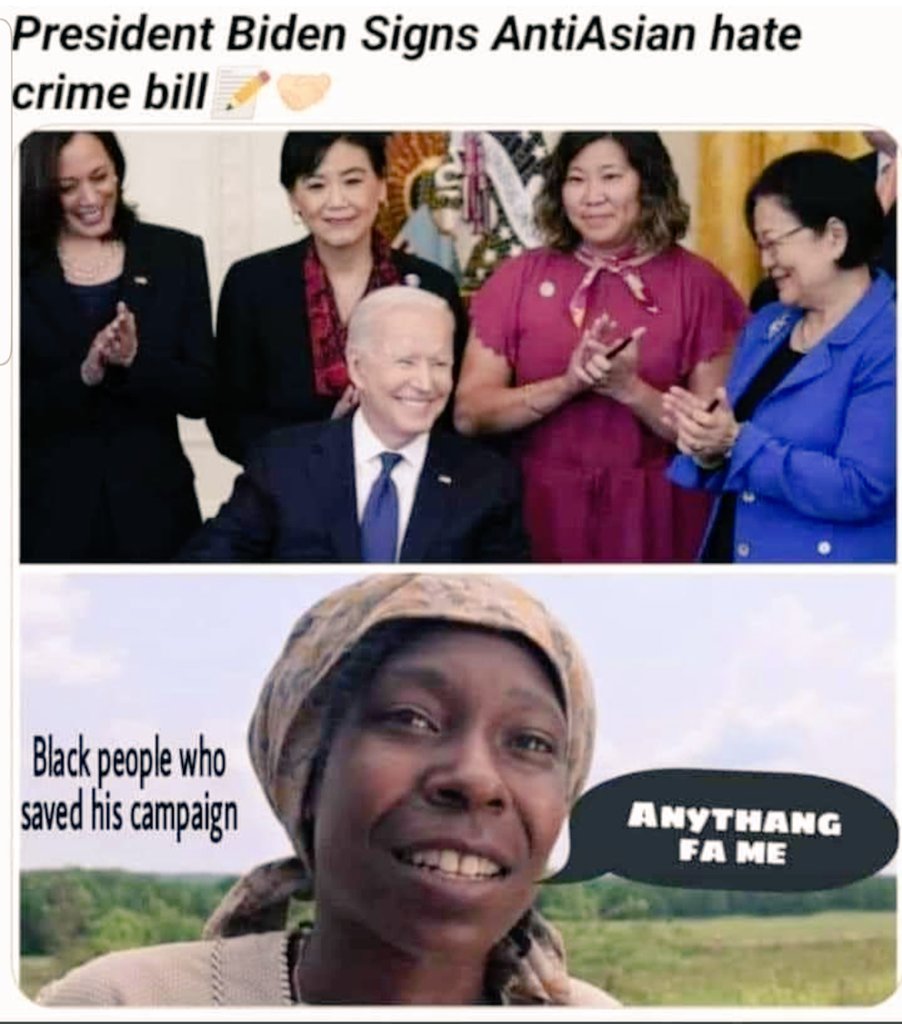 President Biden Signs AntiAsian hate
crime bill📝🤝
Black people who
saved his campaign
ANYTHANG
FA ME